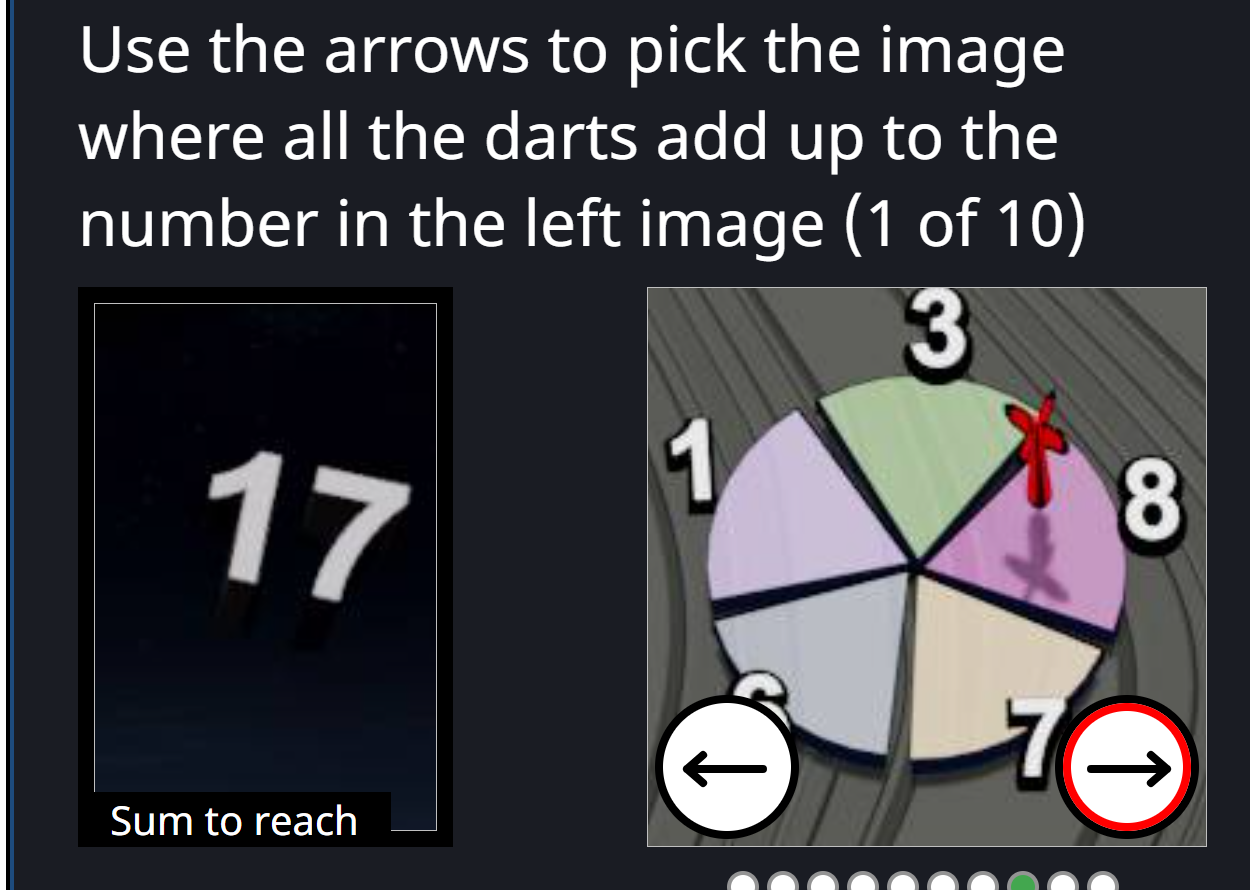 Use the arrows to pick the image
where all the darts add up to the
number in the left image (1 of 10)
17
Sum to reach
3
1
8
6
7